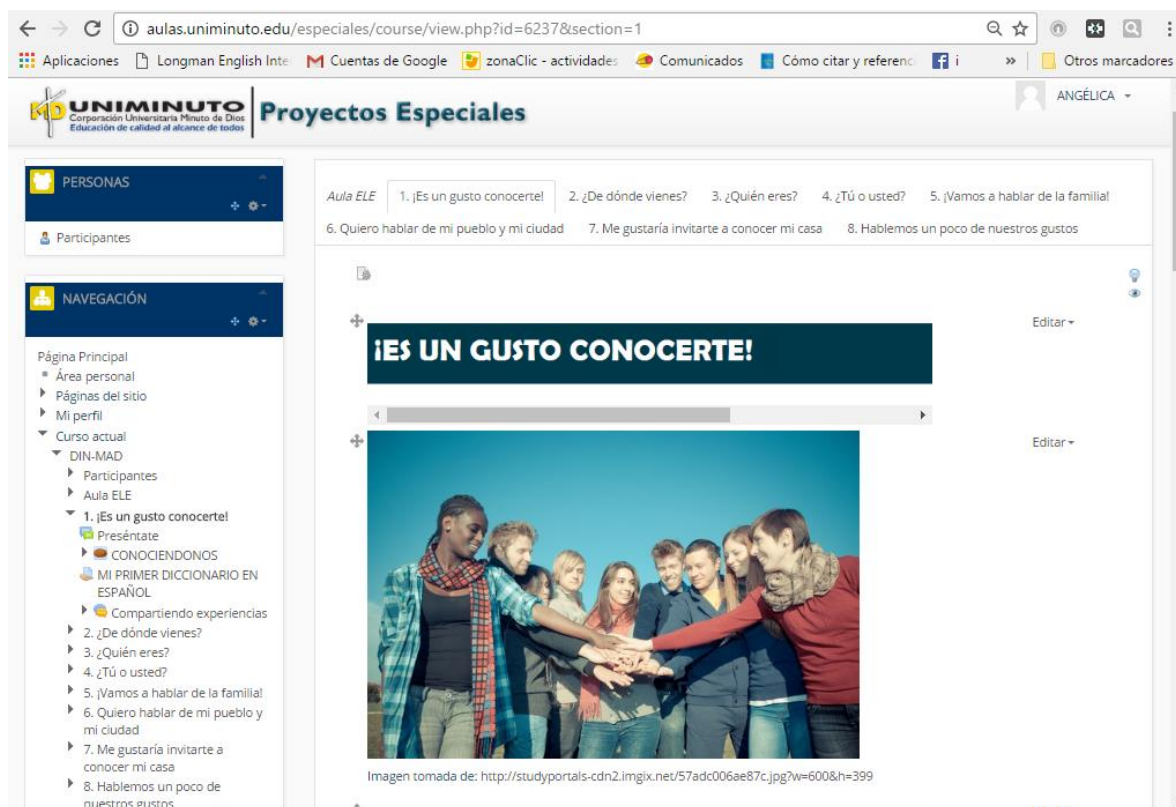 aulas.uniminuto.edu/especiales/course/view.php?id=6237&section=1
Aplicaciones Longman English Inte Cuentas de Google zonaClic - actividades Comunicados Cómo citar y referenc i » Otros marcadores
UNIMINUTO
Corporación Universitaria Minuto de Dios
Educación de calidad al alcance de todos
Proyectos Especiales
ANGÉLICA
PERSONAS
Participantes
NAVEGACIÓN
Página Principal
Área personal
Páginas del sitio
Mi perfil
Curso actual
DIN-MAD
Participantes
Aula ELE
1. ¡Es un gusto conocerte!
Preséntate
CONOCIENDONOS
MI PRIMER DICCIONARIO EN
ESPAÑOL
Compartiendo experiencias
2. ¿De dónde vienes?
3. ¿Quién eres?
4. ¿Tú o usted?
5. ¡Vamos a hablar de la familia!
6. Quiero hablar de mi pueblo y
mi ciudad
7. Me gustaría invitarte a
conocer mi casa
8. Hablemos un poco de
nuestros gustos
Aula ELE 1. ¡Es un gusto conocerte! 2. ¿De dónde vienes? 3. ¿Quién eres? 4. ¿Tú o usted? 5. ¡Vamos a hablar de la familia!
6. Quiero hablar de mi pueblo y mi ciudad 7. Me gustaría invitarte a conocer mi casa 8. Hablemos un poco de nuestros gustos
Editar
¡ES UN GUSTO CONOCERTE!
Editar
Imagen tomada de: http://studyportals-cdn2.imgix.net/57adc006ae87c.jpg?w=600&h=399